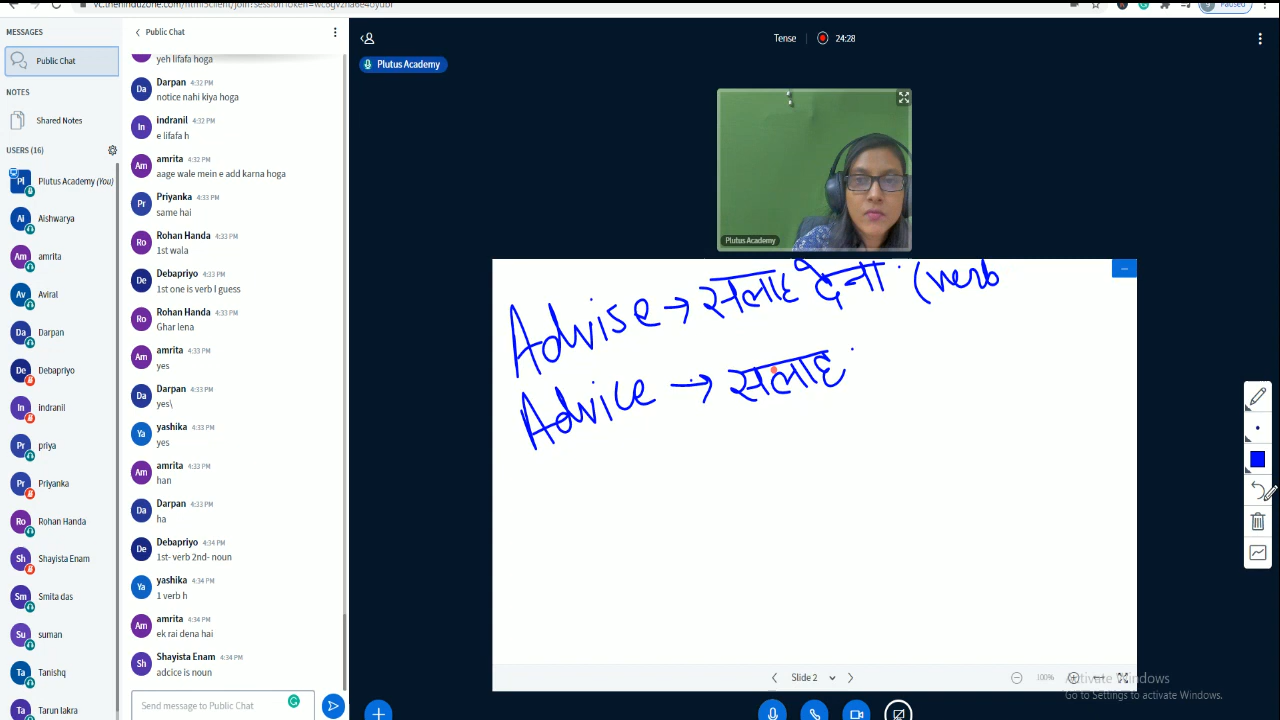 vc.thehinduzone.com/html5client/join?sessionToken=
Paused
MESSAGES
Public Chat
NOTES
Shared Notes
USERS (16)
Plutus Academy (You)
Aishwarya
amrita
Aviral
Darpan
Debapriyo
indranil
priya
Priyanka
Rohan Handa
Shayista Enam
Smita das
suman
Tanishq
Tarun lakra
Public Chat
yeh lifafa hoga
Darpan 4:32 PM
notice nahi kiya hoga
indranil 4:32 PM
e lifafa h
amrita 4:32 PM
aage wale mein e add karna hoga
Priyanka 4:33 PM
same hai
Rohan Handa 4:33 PM
1st wala
Debapriyo 4:33 PM
1st one is verb I guess
Rohan Handa 4:33 PM
Ghar lena
amrita 4:33 PM
yes
Darpan 4:33 PM
yes\
yashika 4:33 PM
yes
amrita 4:33 PM
han
Darpan 4:33 PM
ha
Debapriyo 4:34 PM
1st- verb 2nd- noun
yashika 4:34 PM
1 verb h
amrita 4:34 PM
ek rai dena hai
Shayista Enam 4:34 PM
adcice is noun
Send message to Public Chat
Tense 24:28
Plutus Academy
Plutus Academy
Advise → सलाह देना (verb
Advice → सलाह
Slide 2
100%
Activate Windows
Go to Settings to activate Windows.